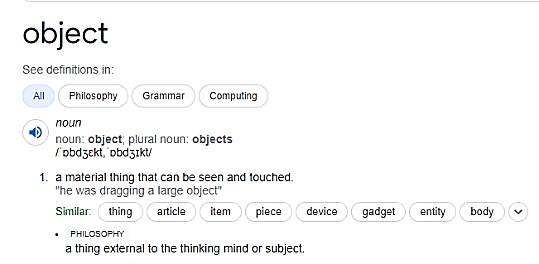 object
See definitions in:
All Philosophy Grammar Computing
noun
noun: object; plural noun: objects
/ˈɒbdʒɛkt,ˈɒbdʒɪkt/
1. a material thing that can be seen and touched.
"he was dragging a large object"
Similar: thing article item piece device gadget entity body
• PHILOSOPHY
a thing external to the thinking mind or subject.